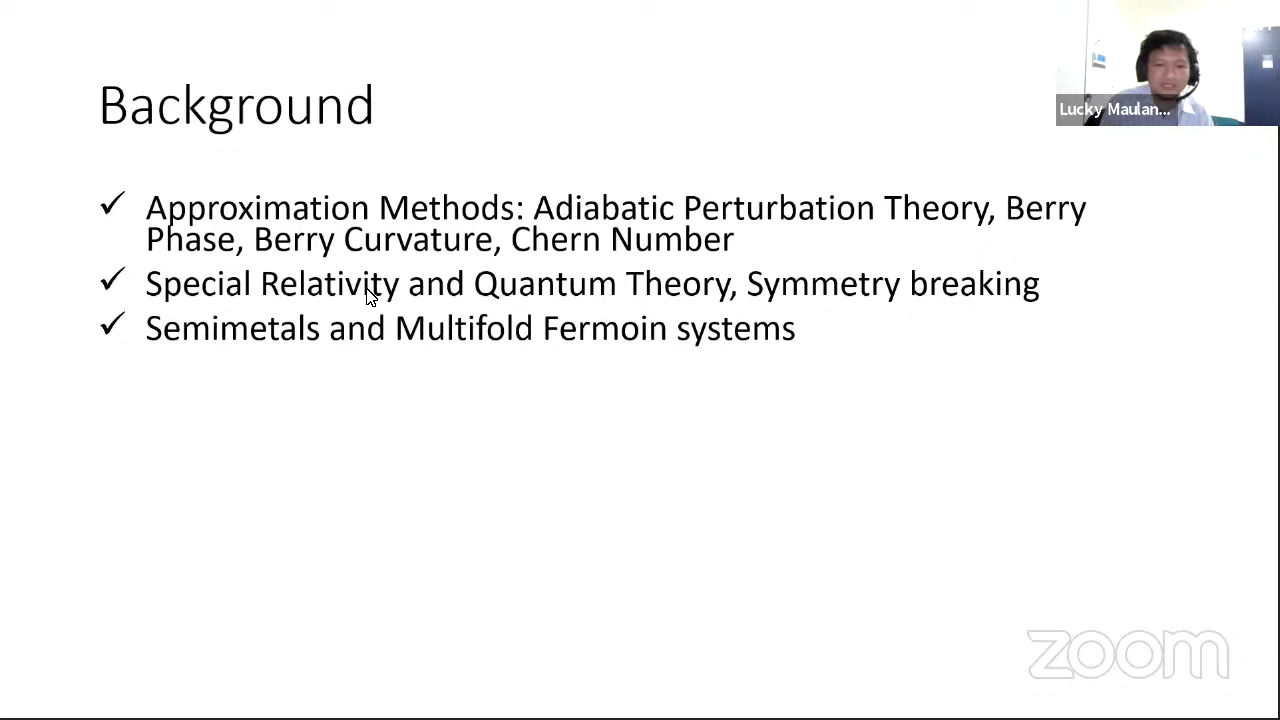 Background
Lucky Maulan...
✓ Approximation Methods: Adiabatic Perturbation Theory, Berry
Phase, Berry Curvature, Chern Number
✓ Special Relativity and Quantum Theory, Symmetry breaking
✓ Semimetals and Multifold Fermoin systems
zoom